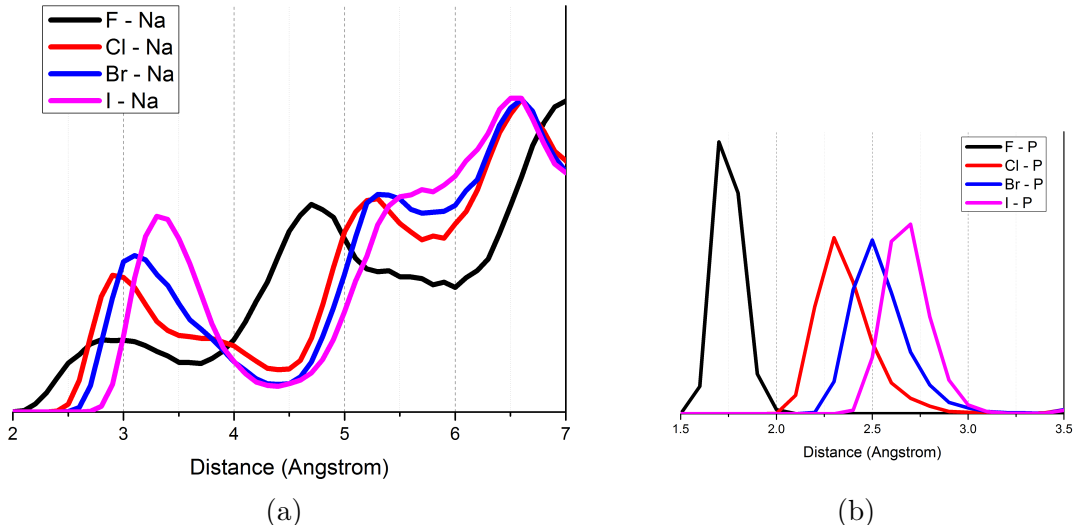 F - Na
Cl - Na
Br - Na
I - Na
2 3 4 5 6 7
Distance (Angstrom)
(a)
F - P
Cl - P
Br - P
I - P
1.5 2.0 2.5 3.0 3.5
Distance (Angstrom)
(b)